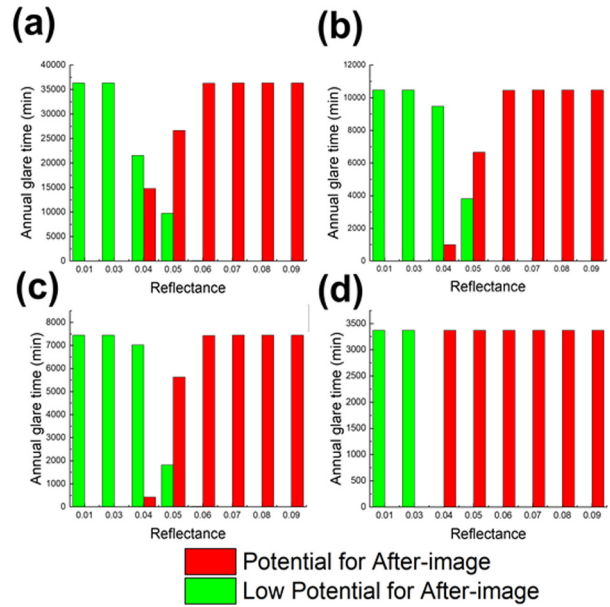 (a)
Annual glare time (min)
40000
35000
30000
25000
20000
15000
10000
5000
0
0.01 0.03 0.04 0.05 0.06 0.07 0.08 0.09
Reflectance
(b)
Annual glare time (min)
12000
10000
8000
6000
4000
2000
0
0.01 0.03 0.04 0.05 0.06 0.07 0.08 0.09
Reflectance
(c)
Annual glare time (min)
8000
7000
6000
5000
4000
3000
2000
1000
0
0.01 0.03 0.04 0.05 0.06 0.07 0.08 0.09
Reflectance
(d)
Annual glare time (min)
3500
3000
2500
2000
1500
1000
500
0
0.01 0.03 0.04 0.05 0.06 0.07 0.08 0.09
Reflectance
Potential for After-image
Low Potential for After-image